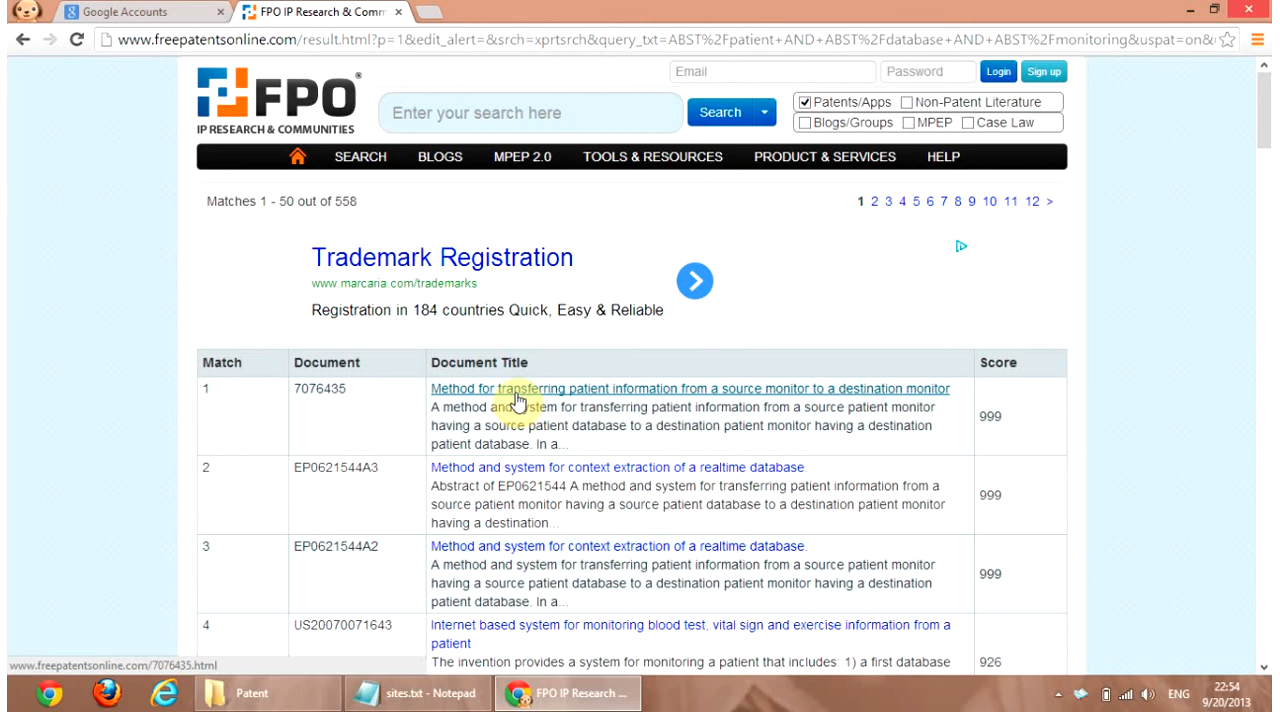 Google Accounts
FPO IP Research & Comm
www.freepatentsonline.com/result.html?p=1&edit_alert=&srch=xprtsrch&query_txt=ABST%2Fpatient+AND+ABST%2Fdatabase+AND+ABST%2Fmonitoring&uspat=on&
FPO
IP RESEARCH & COMMUNITIES
Email Password Login Sign up
Enter your search here Search
Patents/Apps Non-Patent Literature
Blogs/Groups MPEP Case Law
SEARCH BLOGS MPEP 2.0 TOOLS & RESOURCES PRODUCT & SERVICES HELP
Matches 1 - 50 out of 558 1 2 3 4 5 6 7 8 9 10 11 12 >
Trademark Registration
www.marcaria.com/trademarks
Registration in 184 countries Quick, Easy & Reliable
Match Document Document Title Score
1 7076435 Method for transferring patient information from a source monitor to a destination monitor
A method and system for transferring patient information from a source patient monitor
having a source patient database to a destination patient monitor having a destination
patient database. In a...
999
2 EP0621544A3 Method and system for context extraction of a realtime database.
Abstract of EP0621544 A method and system for transferring patient information from a
source patient monitor having a source patient database to a destination patient monitor
having a destination...
999
3 EP0621544A2 Method and system for context extraction of a realtime database.
A method and system for transferring patient information from a source patient monitor
having a source patient database to a destination patient monitor having a destination
patient database. In a...
999
4 US20070071643 Internet based system for monitoring blood test, vital sign and exercise information from a
patient
The invention provides a system for monitoring a patient that includes: 1) a first database
926
www.freepatentsonline.com/7076435.html
Patent sites.txt - Notepad FPO IP Research ... ENG 22:54
9/20/2013